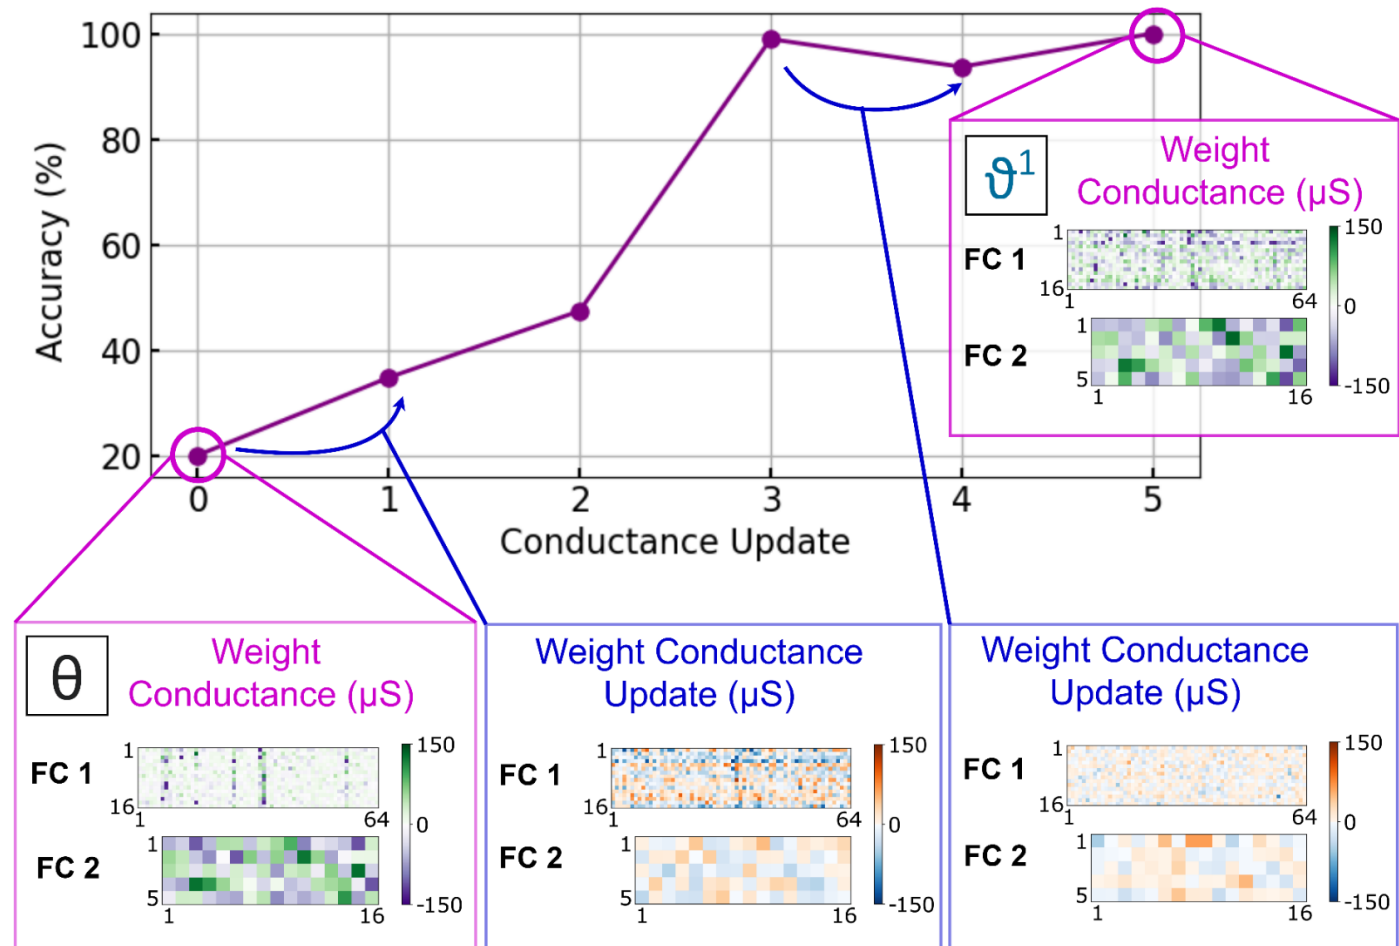 100
80
60
40
20
Accuracy (%)
0 1 2 3 4 5
Conductance Update
ϑ¹
Weight
Conductance (µS)
FC 1
1
16
1 64
FC 2
1
5
1 16
150
0
-150
θ
Weight
Conductance (µS)
FC 1
1
16
1 64
FC 2
1
5
1 16
150
0
-150
Weight Conductance
Update (µS)
FC 1
1
16
1 64
FC 2
1
5
1 16
150
0
-150
Weight Conductance
Update (µS)
FC 1
1
16
1 64
FC 2
1
5
1 16
150
0
-150